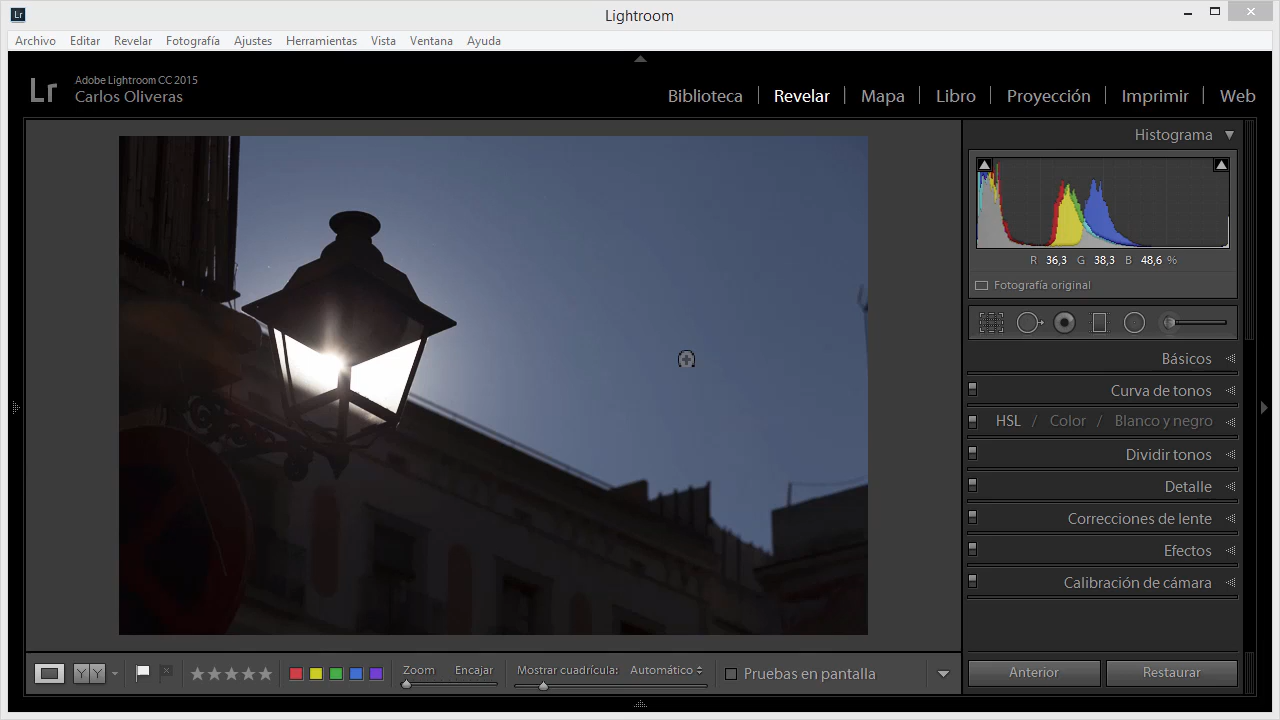 Lr
Lightroom
Archivo Editar Revelar Fotografía Ajustes Herramientas Vista Ventana Ayuda
Lr
Adobe Lightroom CC 2015
Carlos Oliveras
Biblioteca | Revelar | Mapa | Libro | Proyección | Imprimir | Web
Histograma
R 36,3 G 38,3 B 48,6 %
Fotografía original
Básicos
Curva de tonos
HSL / Color / Blanco y negro
Dividir tonos
Detalle
Correcciones de lente
Efectos
Calibración de cámara
YY
Zoom Encajar
Mostrar cuadrícula: Automático
Pruebas en pantalla
Anterior Restaurar